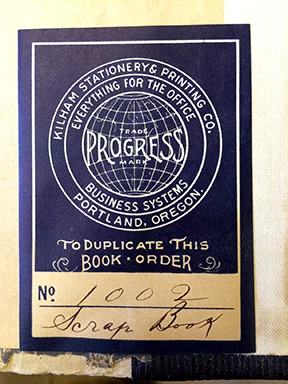 KILHAM STATIONERY & PRINTING CO.
EVERYTHING FOR THE OFFICE
TRADE
PROGRESS
MARK
BUSINESS SYSTEMS
PORTLAND, OREGON.
TO DUPLICATE THIS
BOOK · ORDER
No. 1002
Scrap Book